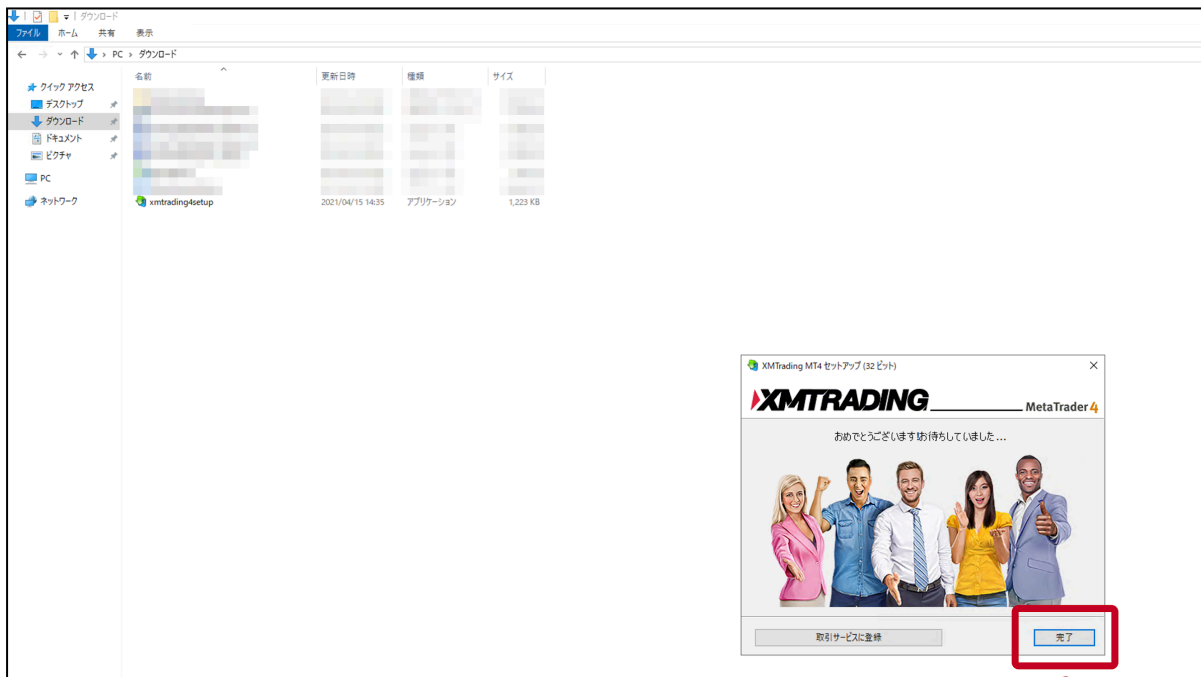 ダウンロード
ファイル ホーム 共有 表示
PC › ダウンロード
名前 更新日時 種類 サイズ
クイック アクセス
デスクトップ
ダウンロード
ドキュメント
ピクチャ
PC
ネットワーク
xmtrading4setup 2021/04/15 14:35 アプリケーション 1,223 KB
XMTrading MT4 セットアップ (32 ビット)
XMTRADING
MetaTrader 4
おめでとうございます!お待ちしていました...
取引サービスに登録 完了